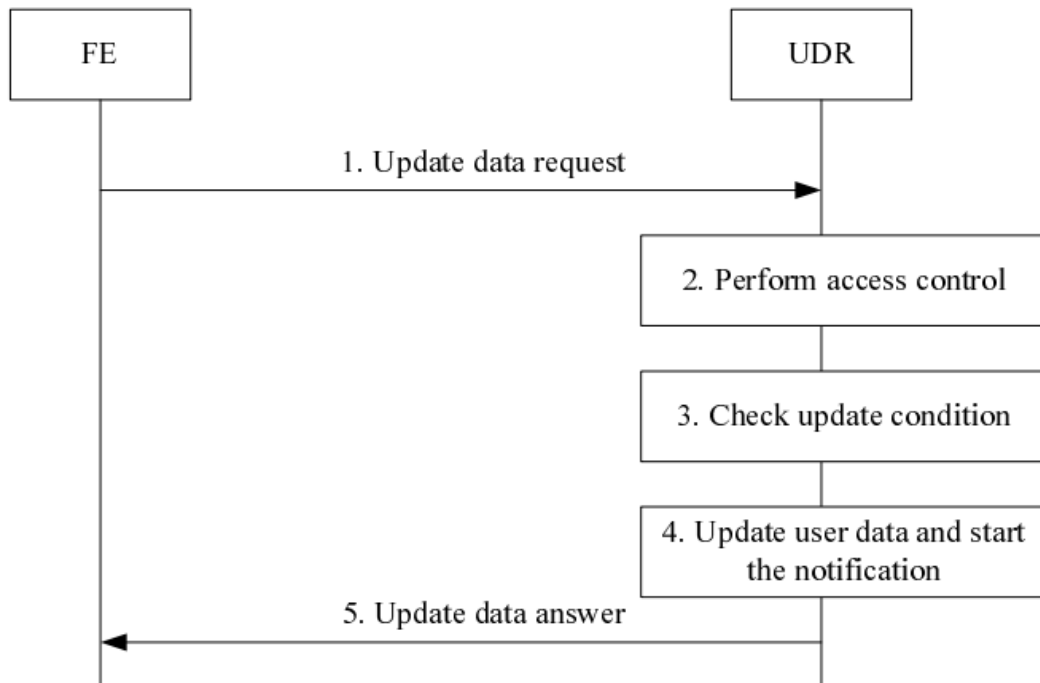 FE
UDR
1. Update data request
2. Perform access control
3. Check update condition
4. Update user data and start
the notification
5. Update data answer